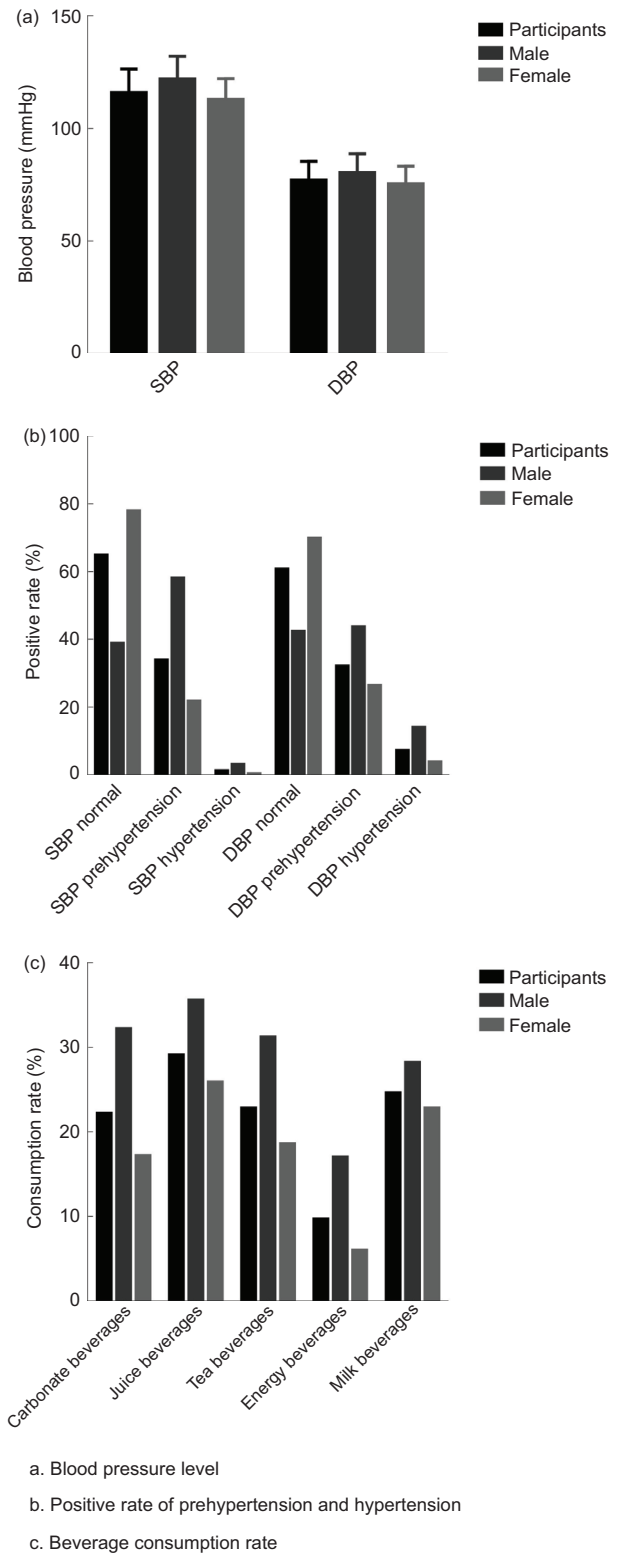 (a)
150
100
50
0
Blood pressure (mmHg)
SBP
DBP
Participants
Male
Female
(b)
100
80
60
40
20
0
Positive rate (%)
SBP normal
SBP prehypertension
SBP hypertension
DBP normal
DBP prehypertension
DBP hypertension
Participants
Male
Female
(c)
40
30
20
10
0
Consumption rate (%)
Carbonate beverages
Juice beverages
Tea beverages
Energy beverages
Milk beverages
Participants
Male
Female
a. Blood pressure level
b. Positive rate of prehypertension and hypertension
c. Beverage consumption rate